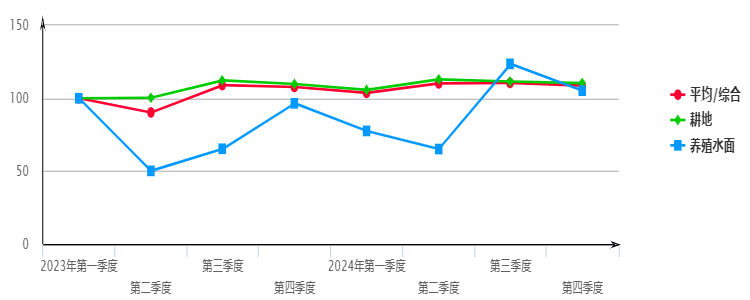 150
100
50
0
2023年第一季度
第二季度
第三季度
第四季度
2024年第一季度
第二季度
第三季度
第四季度
平均/综合
耕地
养殖水面